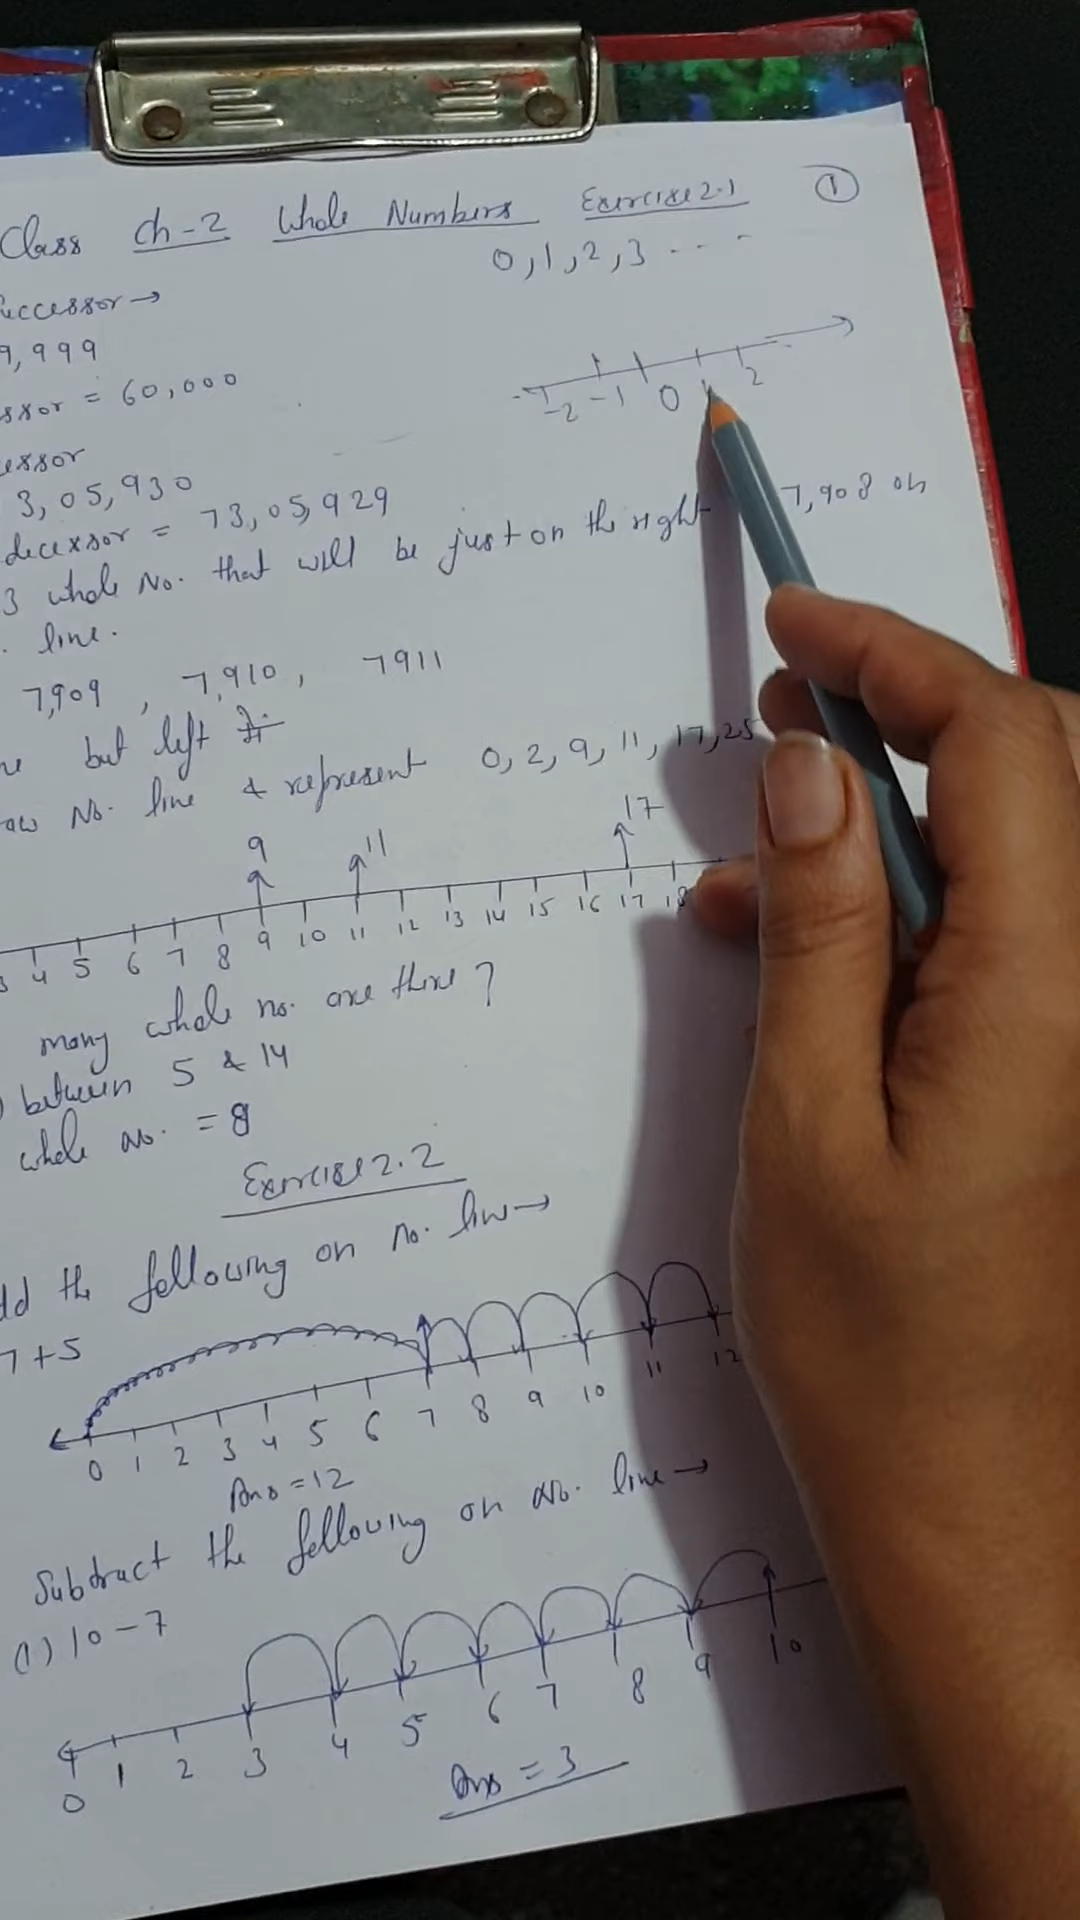 Class Ch-2 Whole Numbers Exercise 2.1 ①
0, 1, 2, 3 - - - -
uccessor →
9,999
ssor = 60,000
-2 -1 0 2
essor
3,05,930
decessor = 73,05,929
3 whole No. that will be just on the right 7,908 on
line.
7,909 , 7,910 , 7911
but left
No. line & represent 0, 2, 9, 11, 17, 25
9 11 17
4 5 6 7 8 9 10 11 12 13 14 15 16 17 18
many whole no. are there?
between 5 & 14
whole no. = 8
Exercise 2.2
dd the following on no. line →
7+5
0 1 2 3 4 5 6 7 8 9 10 11 12
Ans = 12
Subtract the following on no. line →
(1) 10-7
0 1 2 3 4 5 6 7 8 9 10
Ans = 3